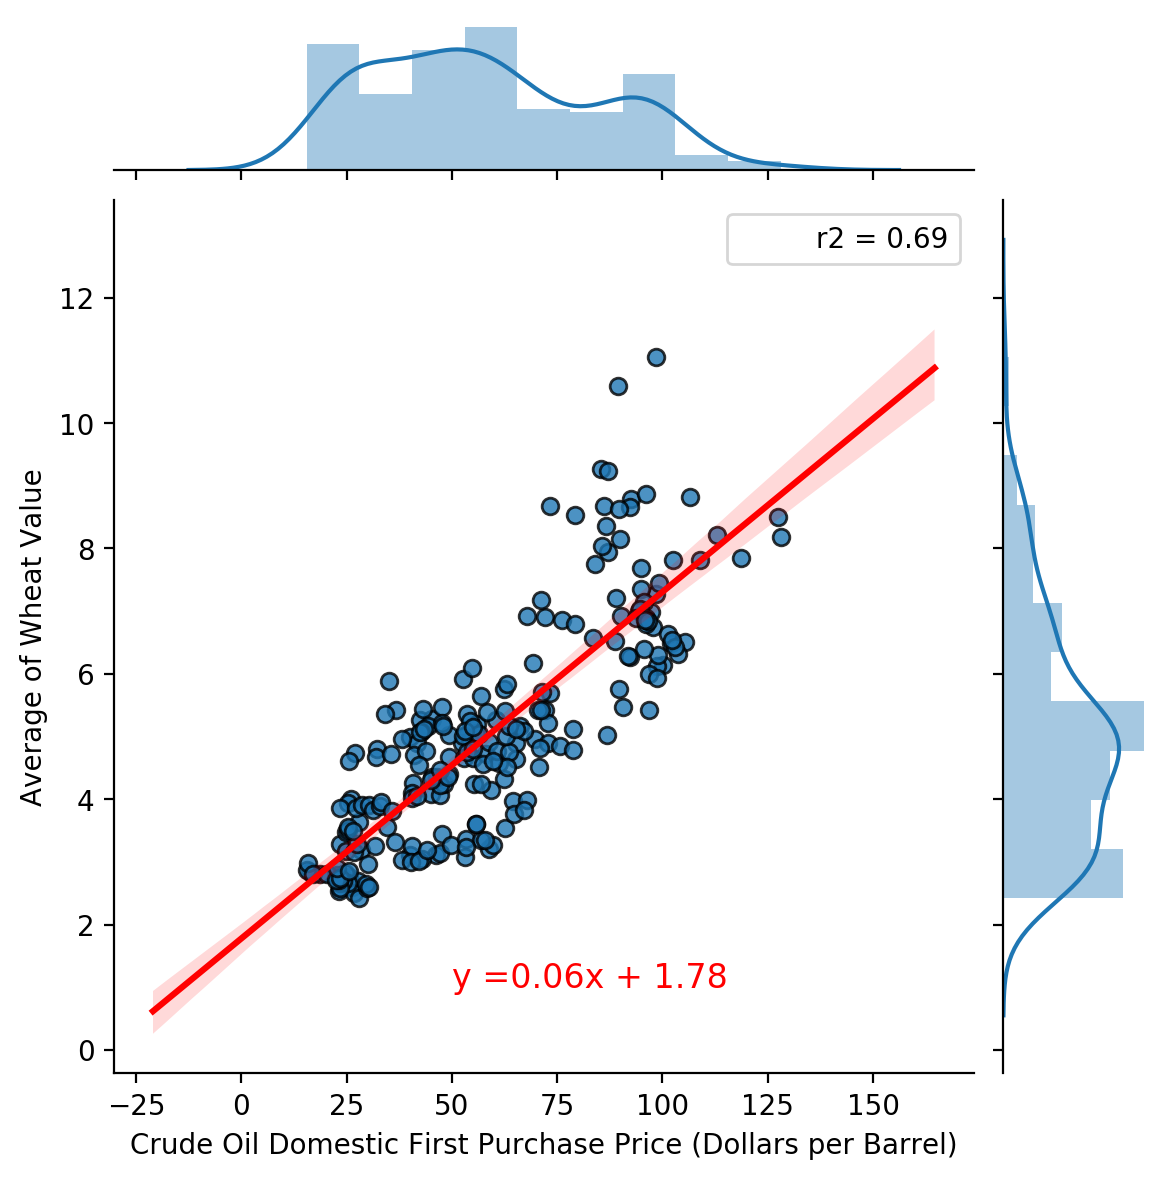 r2 = 0.69
12
10
8
6
4
2
0
Average of Wheat Value
y =0.06x + 1.78
−25 0 25 50 75 100 125 150
Crude Oil Domestic First Purchase Price (Dollars per Barrel)